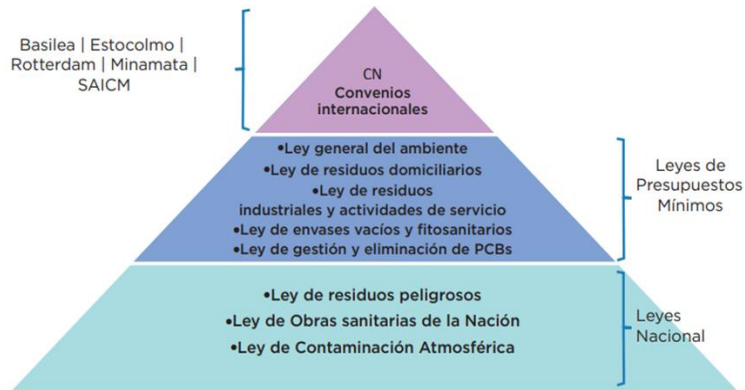 Basilea | Estocolmo |
Rotterdam | Minamata |
SAICM
CN
Convenios
internacionales
•Ley general del ambiente
•Ley de residuos domiciliarios
•Ley de residuos
industriales y actividades de servicio
•Ley de envases vacíos y fitosanitarios
•Ley de gestión y eliminación de PCBs
Leyes de
Presupuestos
Mínimos
•Ley de residuos peligrosos
•Ley de Obras sanitarias de la Nación
•Ley de Contaminación Atmosférica
Leyes
Nacional